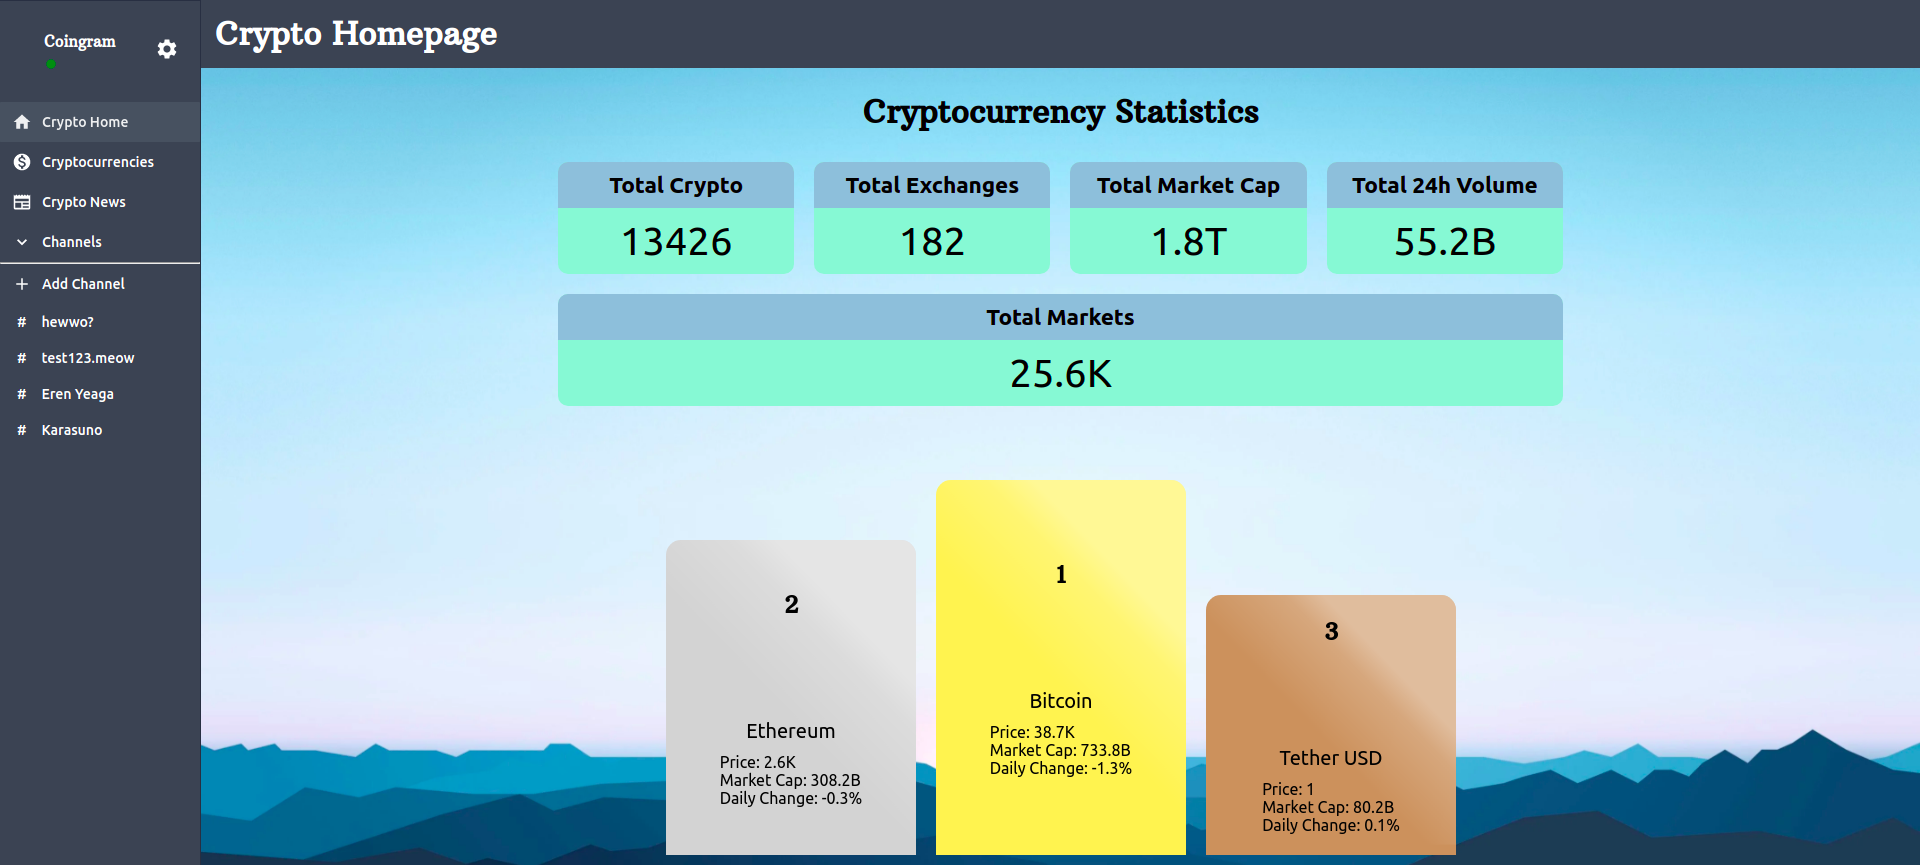 Coingram
Crypto Home
Cryptocurrencies
Crypto News
Channels
Add Channel
# hewwo?
# test123.meow
# Eren Yeaga
# Karasuno
Crypto Homepage
Cryptocurrency Statistics
Total Crypto
13426
Total Exchanges
182
Total Market Cap
1.8T
Total 24h Volume
55.2B
Total Markets
25.6K
2
Ethereum
Price: 2.6K
Market Cap: 308.2B
Daily Change: -0.3%
1
Bitcoin
Price: 38.7K
Market Cap: 733.8B
Daily Change: -1.3%
3
Tether USD
Price: 1
Market Cap: 80.2B
Daily Change: 0.1%